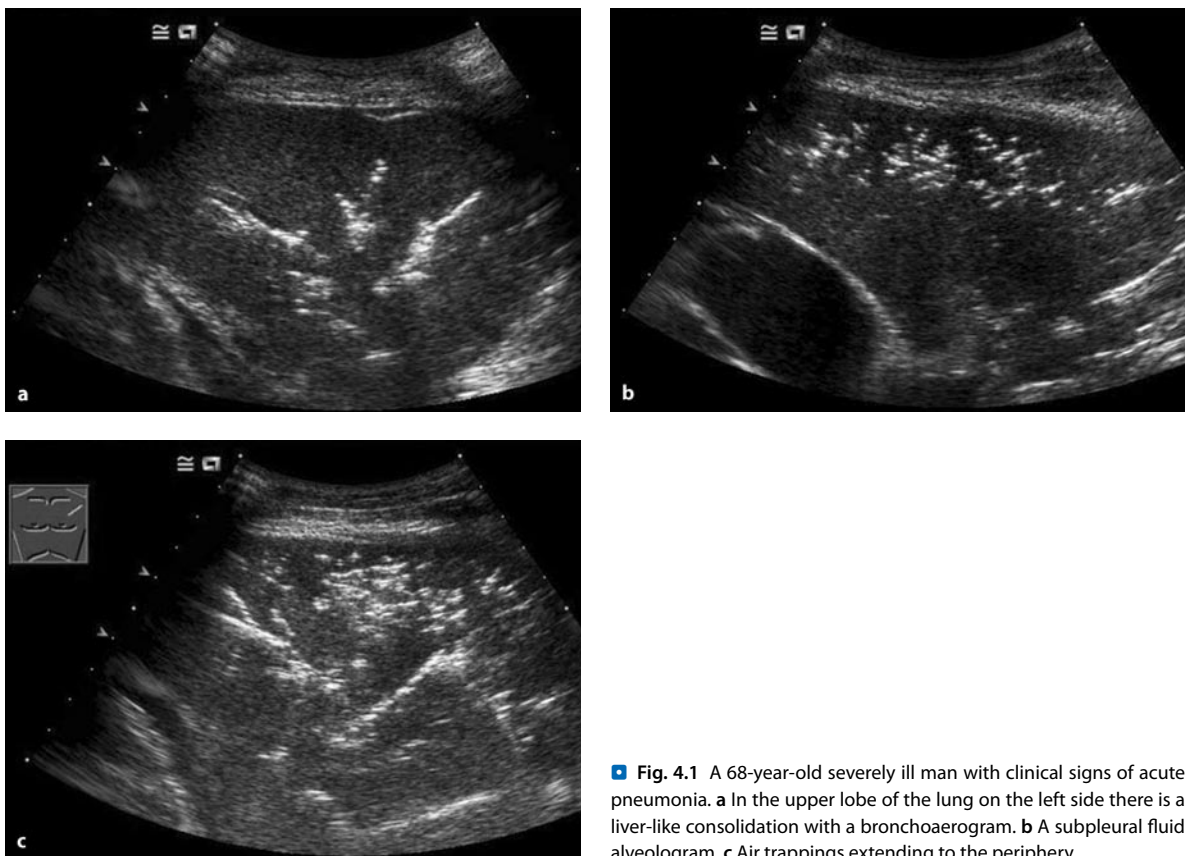 a
b
c
Fig. 4.1 A 68-year-old severely ill man with clinical signs of acute
pneumonia. a In the upper lobe of the lung on the left side there is a
liver-like consolidation with a bronchoaerogram. b A subpleural fluid
alveologram. c Air trappings extending to the periphery